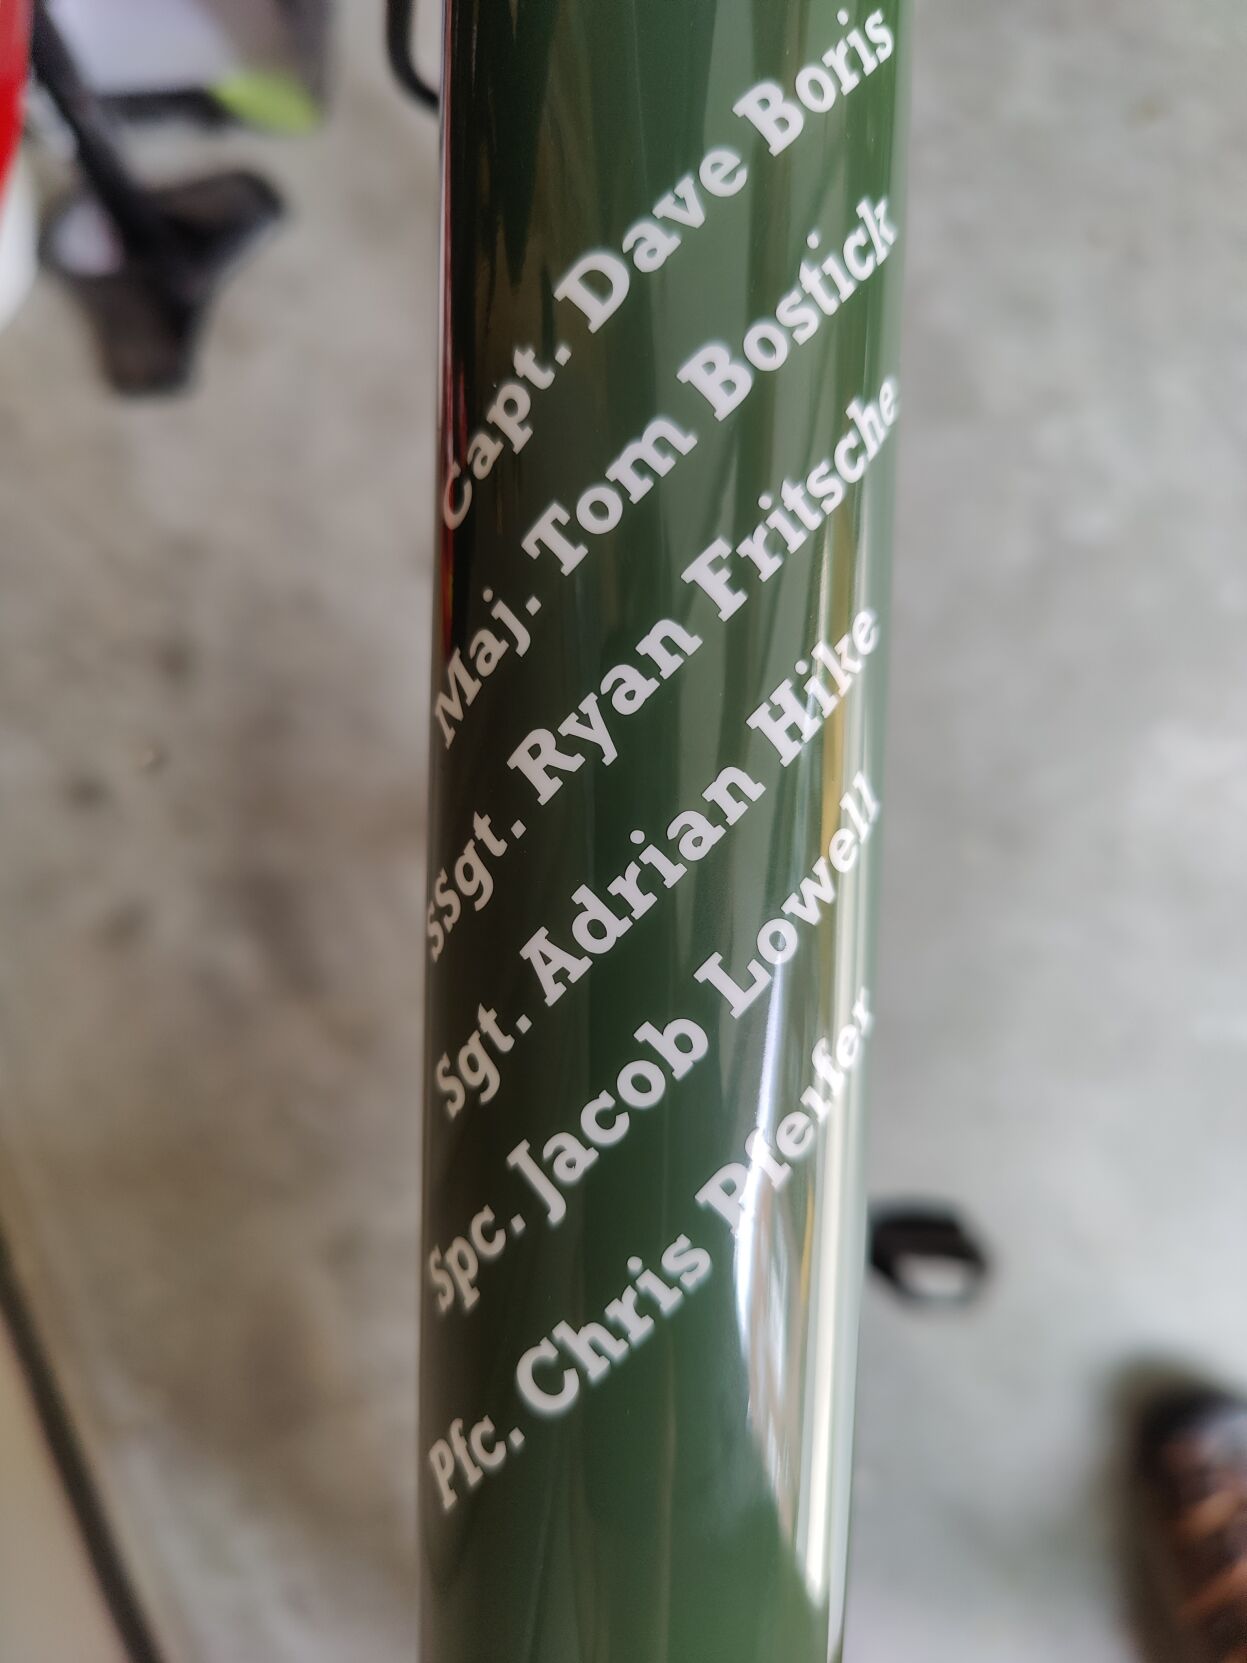 Capt. Dave Boris
Maj. Tom Bostick
SSgt. Ryan Fritsche
Sgt. Adrian Hike
Spc. Jacob Lowell
Pfc. Chris Pfeifer